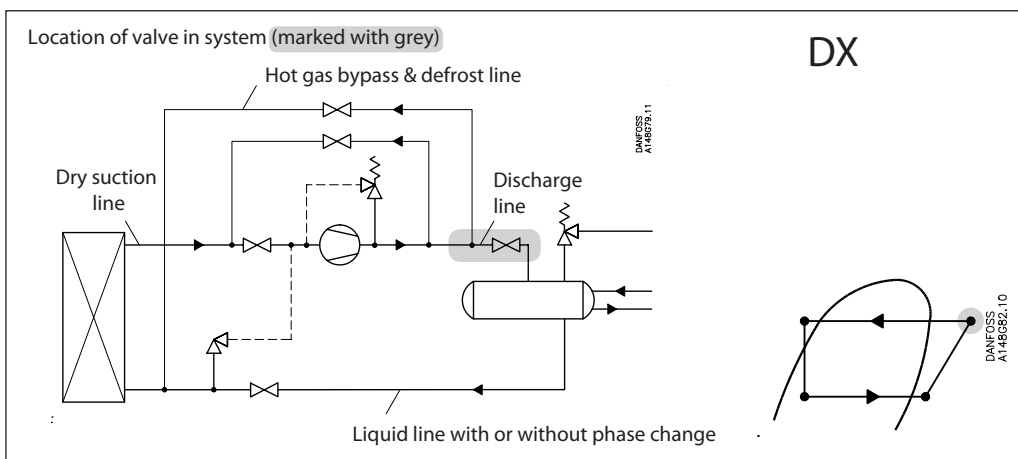 Location of valve in system (marked with grey)
DX
Hot gas bypass & defrost line
DANFOSS
A148G79.11
Dry suction
line
Discharge
line
DANFOSS
A148G82.10
:
Liquid line with or without phase change
.